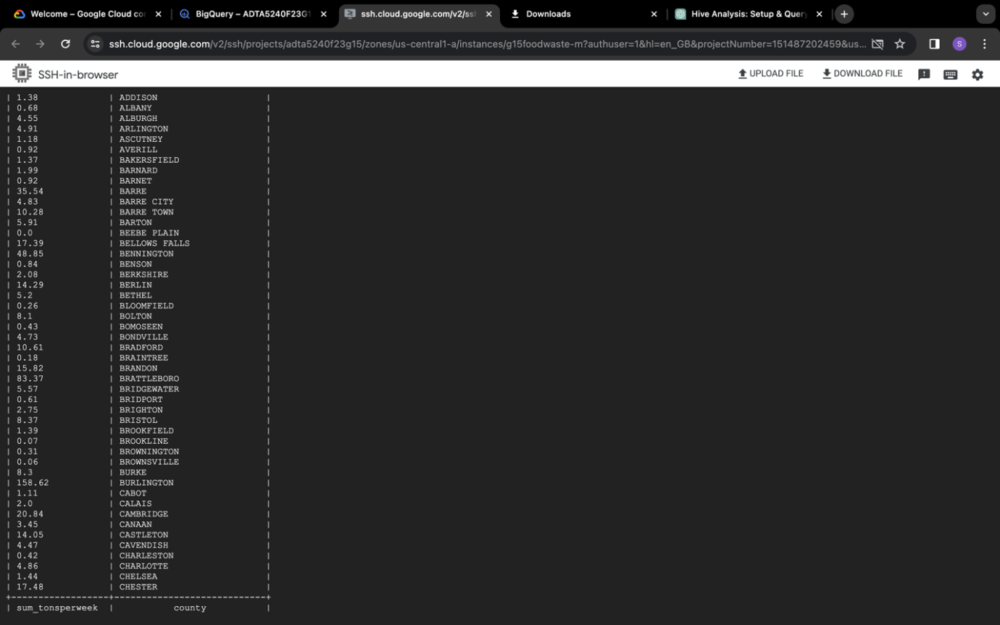 Welcome – Google Cloud co
BigQuery – ADTA5240F23G1
ssh.cloud.google.com/v2/ssh
Downloads
Hive Analysis: Setup & Query
ssh.cloud.google.com/v2/ssh/projects/adta5240f23g15/zones/us-central1-a/instances/g15foodwaste-m?authuser=1&hl=en_GB&projectNumber=151487202459&us...
S
SSH-in-browser
UPLOAD FILE
DOWNLOAD FILE
| 1.38 | ADDISON |
| 0.68 | ALBANY |
| 4.55 | ALBURGH |
| 4.91 | ARLINGTON |
| 1.18 | ASCUTNEY |
| 0.92 | AVERILL |
| 1.37 | BAKERSFIELD |
| 1.99 | BARNARD |
| 0.92 | BARNET |
| 35.54 | BARRE |
| 4.83 | BARRE CITY |
| 10.28 | BARRE TOWN |
| 5.91 | BARTON |
| 0.0 | BEEBE PLAIN |
| 17.39 | BELLOWS FALLS |
| 48.85 | BENNINGTON |
| 0.84 | BENSON |
| 2.08 | BERKSHIRE |
| 14.29 | BERLIN |
| 5.2 | BETHEL |
| 0.26 | BLOOMFIELD |
| 8.1 | BOLTON |
| 0.43 | BOMOSEEN |
| 4.73 | BONDVILLE |
| 10.61 | BRADFORD |
| 0.18 | BRAINTREE |
| 15.82 | BRANDON |
| 83.37 | BRATTLEBORO |
| 5.57 | BRIDGEWATER |
| 0.61 | BRIDPORT |
| 2.75 | BRIGHTON |
| 8.37 | BRISTOL |
| 1.39 | BROOKFIELD |
| 0.07 | BROOKLINE |
| 0.31 | BROWNINGTON |
| 0.06 | BROWNSVILLE |
| 8.3 | BURKE |
| 158.62 | BURLINGTON |
| 1.11 | CABOT |
| 2.0 | CALAIS |
| 20.84 | CAMBRIDGE |
| 3.45 | CANAAN |
| 14.05 | CASTLETON |
| 4.47 | CAVENDISH |
| 0.42 | CHARLESTON |
| 4.86 | CHARLOTTE |
| 1.44 | CHELSEA |
| 17.48 | CHESTER |
+-------------------+----------------------------+
| sum_tonsperweek | county |